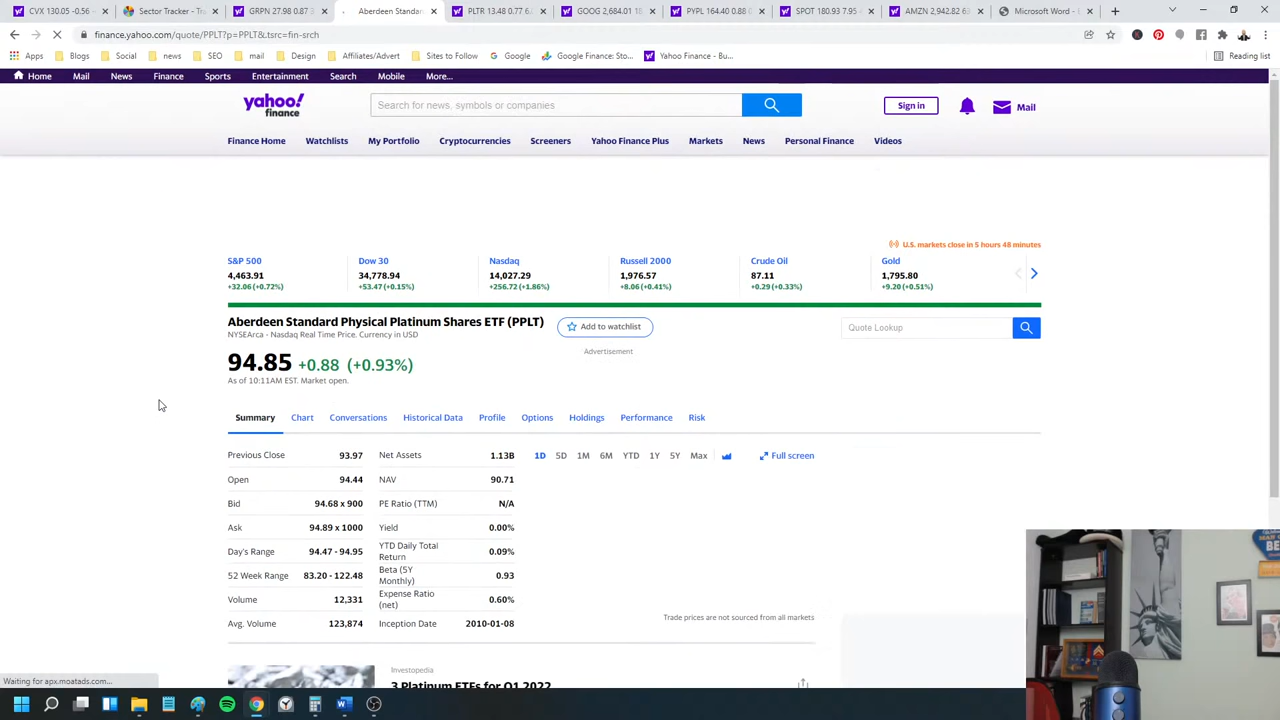 CVX 130.05 -0.56
Sector Tracker - Trac
GRPN 27.98 0.3
Aberdeen Standard
PLTR 13.48 0.77 6.
GOOG 2,684.01 18
PYPL 164.40 0.88 0
SPOT 180.93 7.95 4
AMZN 2,942.82 63
Microsoft Word -
finance.yahoo.com/quote/PPLT?p=PPLT&.tsrc=fin-srch
Apps Blogs Social news SEO mail Design Affiliates/Advert Sites to Follow Google Google Finance: Sto... Yahoo Finance - Bu... Reading list
Home Mail News Finance Sports Entertainment Search Mobile More...
yahoo!
finance
Search for news, symbols or companies
Sign in
Mail
Finance Home Watchlists My Portfolio Cryptocurrencies Screeners Yahoo Finance Plus Markets News Personal Finance Videos
U.S. markets close in 5 hours 48 minutes
S&P 500 Dow 30 Nasdaq Russell 2000 Crude Oil Gold
4,463.91 34,778.94 14,027.29 1,976.57 87.11 1,795.80
+32.06 (+0.72%) +53.47 (+0.15%) +256.72 (+1.86%) +8.06 (+0.41%) +0.29 (+0.33%) +9.20 (+0.51%)
Aberdeen Standard Physical Platinum Shares ETF (PPLT)
Add to watchlist
Quote Lookup
NYSEArca - Nasdaq Real Time Price. Currency in USD
Advertisement
94.85 +0.88 (+0.93%)
As of 10:11AM EST. Market open.
Summary Chart Conversations Historical Data Profile Options Holdings Performance Risk
Previous Close 93.97 Net Assets 1.13B
1D 5D 1M 6M YTD 1Y 5Y Max Full screen
Open 94.44 NAV 90.71
Bid 94.68 x 900 PE Ratio (TTM) N/A
Ask 94.89 x 1000 Yield 0.00%
Day's Range 94.47 - 94.95 YTD Daily Total Return 0.09%
52 Week Range 83.20 - 122.48 Beta (5Y Monthly) 0.93
Volume 12,331 Expense Ratio (net) 0.60%
Avg. Volume 123,874 Inception Date 2010-01-08
Trade prices are not sourced from all markets
Investopedia
3 Platinum ETFs for Q1 2022
Waiting for apx.moatads.com...